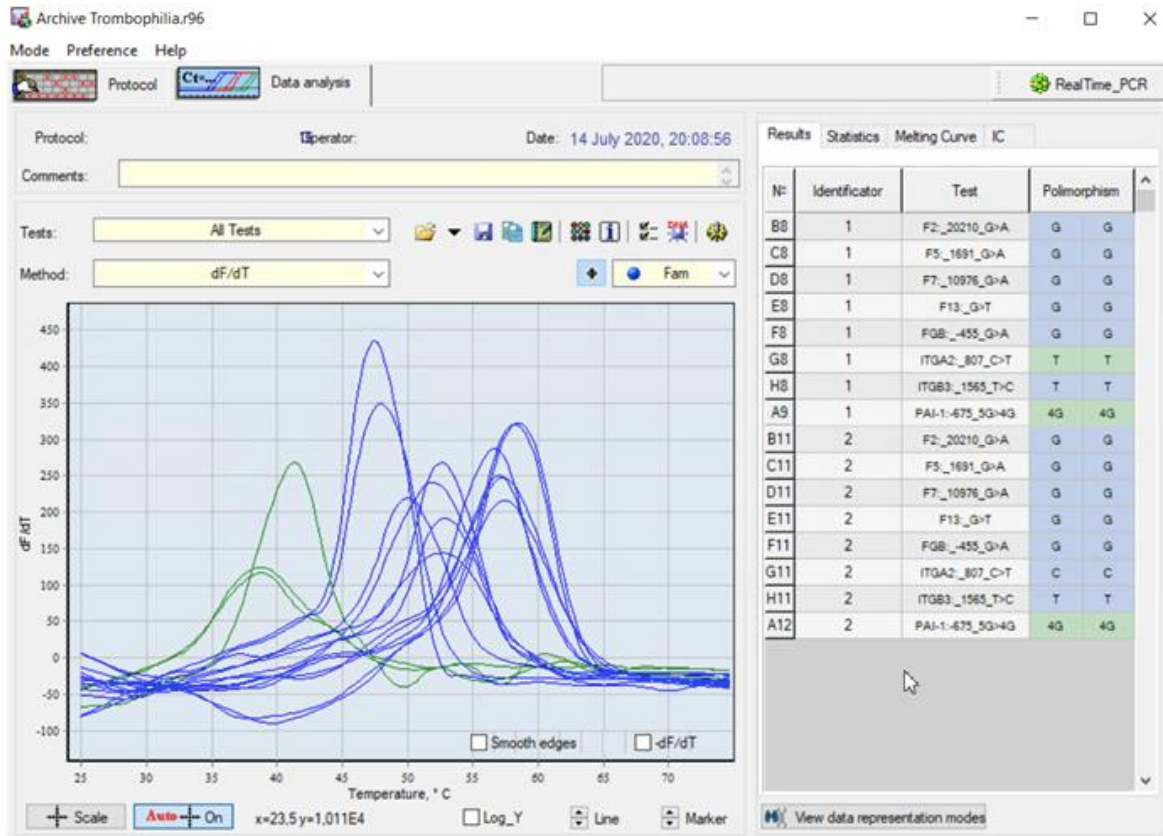 Archive Trombophilia.r96
Mode Preference Help
Protocol Ct=... Data analysis RealTime_PCR
Protocol: Date: 14 July 2020, 20:08:56
Comments:
Tests: All Tests
Method: dF/dT Fam
450
400
350
300
250
200
150
100
50
0
-50
-100
dF/dT
Smooth edges -dF/dT
25 30 35 40 45 50 55 60 65 70
Temperature, ° C
Scale Auto On x=23,5 y=1,011E4 Log_Y Line Marker
Results Statistics Melting Curve IC
№ Identificator Test Polimorphism
B8 1 F2:_20210_G>A G G
C8 1 F5:_1691_G>A G G
D8 1 F7:_10976_G>A G G
E8 1 F13:_G>T G G
F8 1 FGB:_-455_G>A G G
G8 1 ITGA2:_807_C>T T T
H8 1 ITGB3:_1565_T>C T T
A9 1 PAI-1:-675_5G>4G 4G 4G
B11 2 F2:_20210_G>A G G
C11 2 F5:_1691_G>A G G
D11 2 F7:_10976_G>A G G
E11 2 F13:_G>T G G
F11 2 FGB:_-455_G>A G G
G11 2 ITGA2:_807_C>T C C
H11 2 ITGB3:_1565_T>C T T
A12 2 PAI-1:-675_5G>4G 4G 4G
View data representation modes